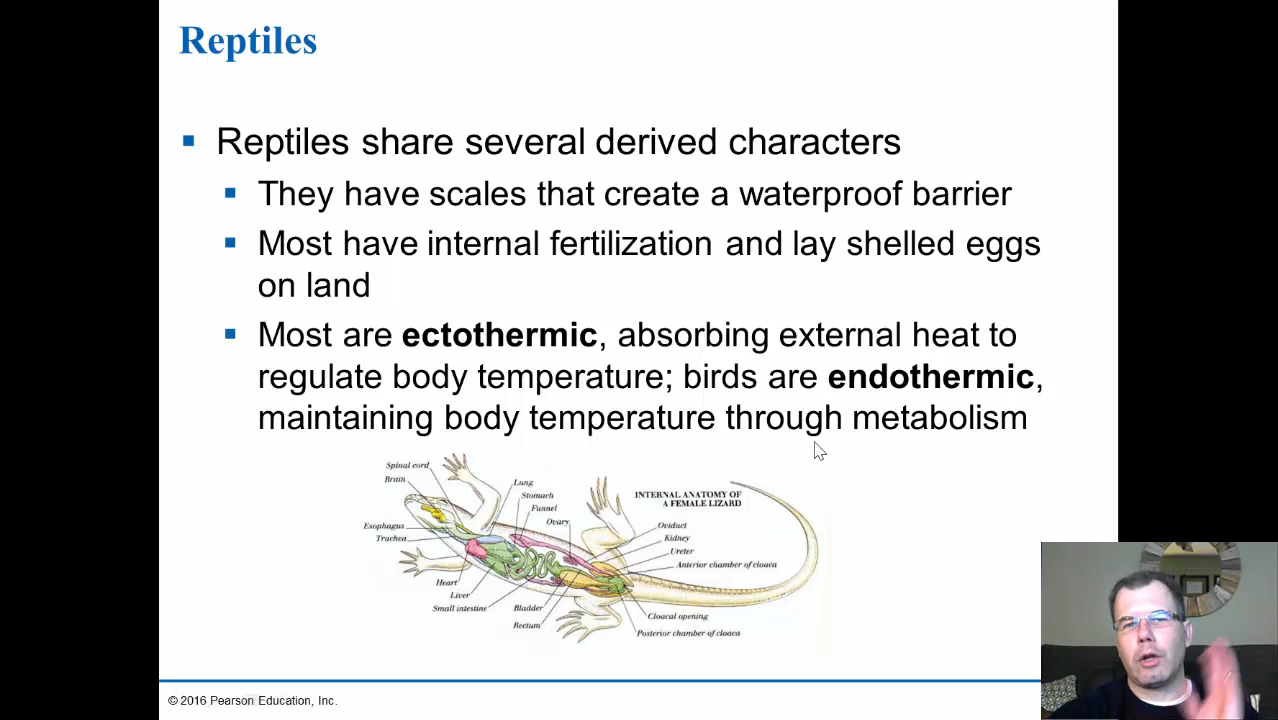 Reptiles
Reptiles share several derived characters
They have scales that create a waterproof barrier
Most have internal fertilization and lay shelled eggs
on land
Most are ectothermic, absorbing external heat to
regulate body temperature; birds are endothermic,
maintaining body temperature through metabolism
Spinal cord
Brain
Lung
Stomach
Funnel
Ovary
INTERNAL ANATOMY OF
A FEMALE LIZARD
Esophagus
Trachea
Oviduct
Kidney
Ureter
Anterior chamber of cloaca
Heart
Liver
Small intestine
Bladder
Rectum
Cloacal opening
Posterior chamber of cloaca
© 2016 Pearson Education, Inc.